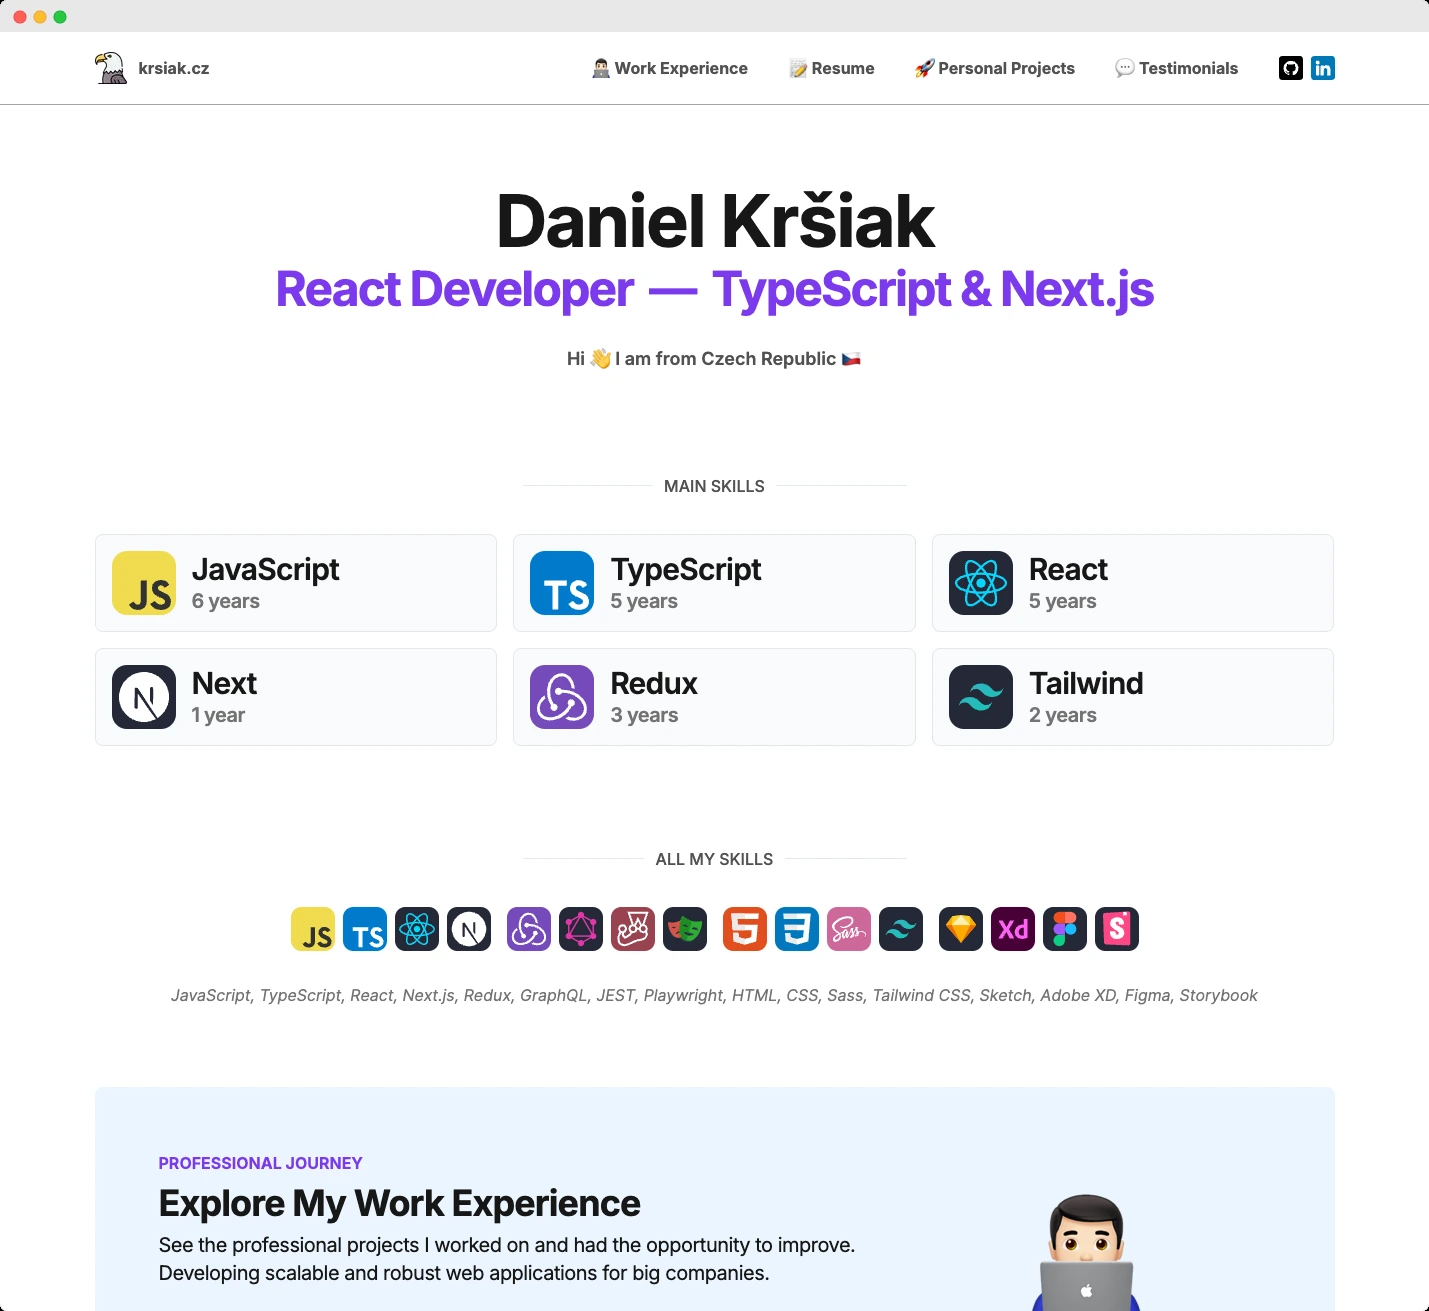 krsiak.cz
Work Experience
Resume
Personal Projects
Testimonials
in
Daniel Kršiak
React Developer — TypeScript & Next.js
Hi 👋 I am from Czech Republic 🇨🇿
MAIN SKILLS
JS
JavaScript
6 years
TS
TypeScript
5 years
React
5 years
N
Next
1 year
Redux
3 years
Tailwind
2 years
ALL MY SKILLS
JS TS N 5 3 Sass Xd S
JavaScript, TypeScript, React, Next.js, Redux, GraphQL, JEST, Playwright, HTML, CSS, Sass, Tailwind CSS, Sketch, Adobe XD, Figma, Storybook
PROFESSIONAL JOURNEY
Explore My Work Experience
See the professional projects I worked on and had the opportunity to improve.
Developing scalable and robust web applications for big companies.